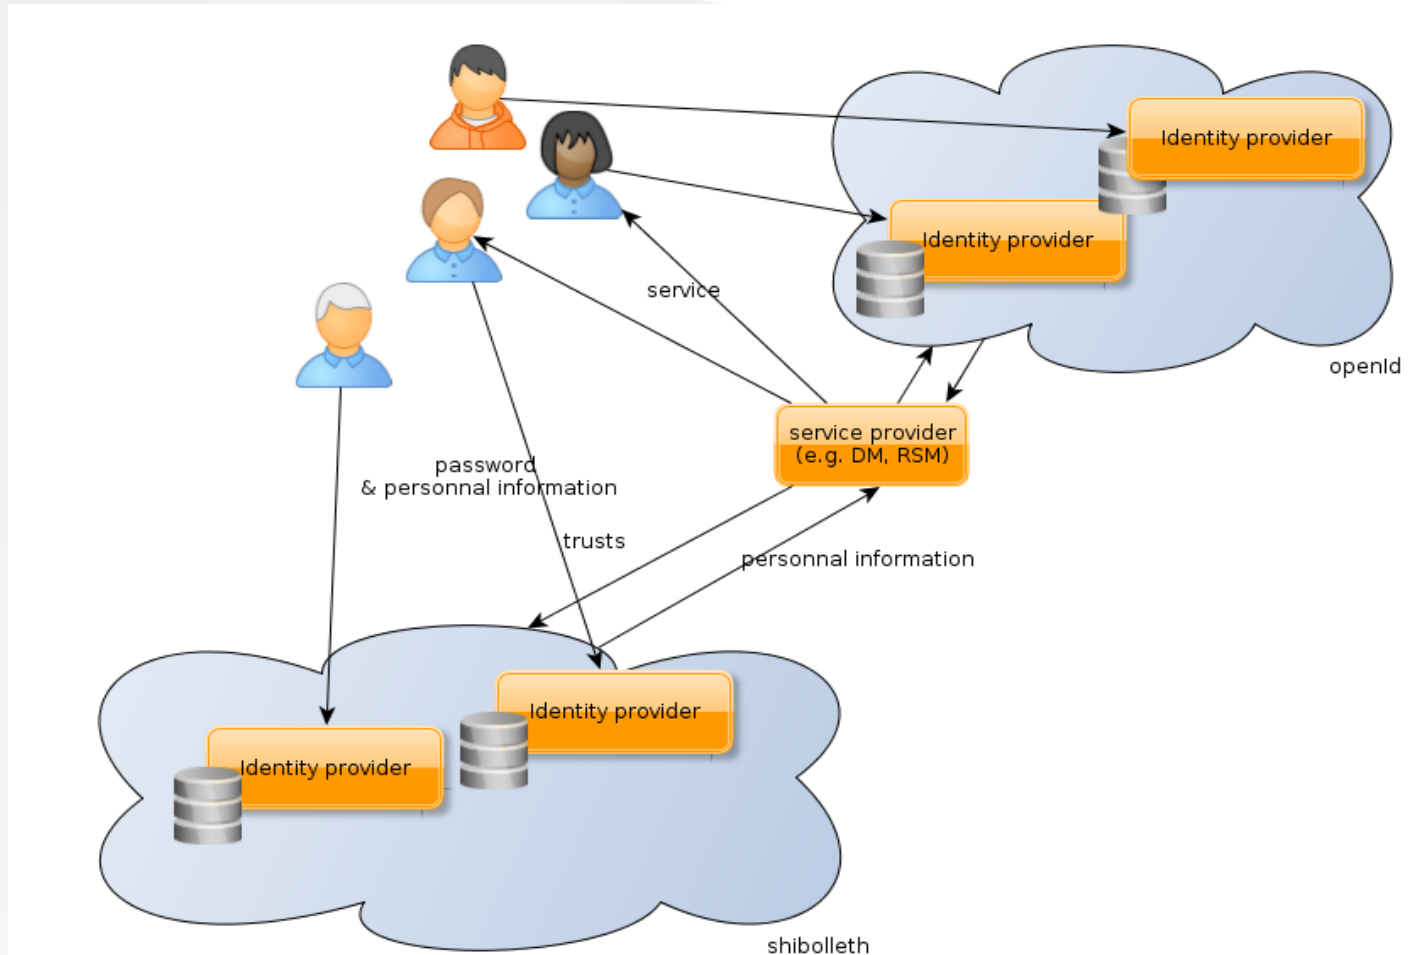 Identity provider
Identity provider
service
openId
service provider
(e.g. DM, RSM)
password
& personnal information
trusts
personnal information
Identity provider
Identity provider
shibolleth